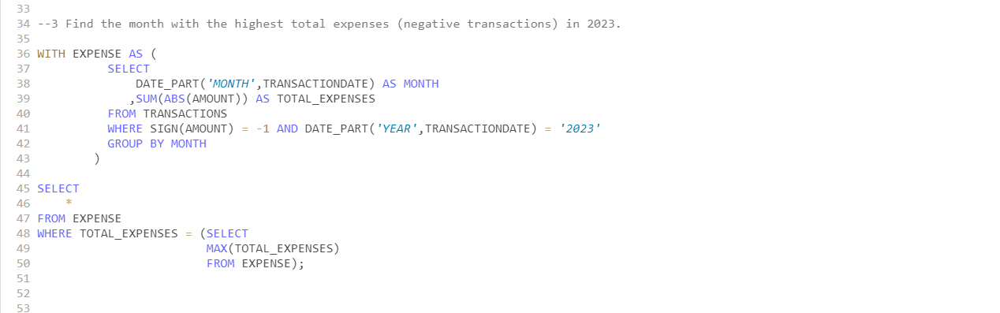 33
34 --3 Find the month with the highest total expenses (negative transactions) in 2023.
35
36 WITH EXPENSE AS (
37           SELECT
38               DATE_PART('MONTH',TRANSACTIONDATE) AS MONTH
39              ,SUM(ABS(AMOUNT)) AS TOTAL_EXPENSES
40           FROM TRANSACTIONS
41           WHERE SIGN(AMOUNT) = -1 AND DATE_PART('YEAR',TRANSACTIONDATE) = '2023'
42           GROUP BY MONTH
43         )
44
45 SELECT
46     *
47 FROM EXPENSE
48 WHERE TOTAL_EXPENSES = (SELECT
49                         MAX(TOTAL_EXPENSES)
50                         FROM EXPENSE);
51
52
53